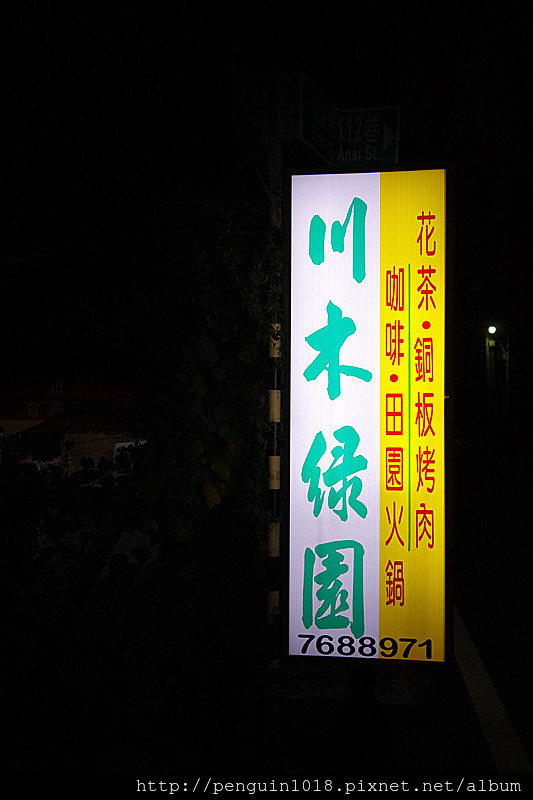 112巷
Ansi St.
川木绿園
花茶•銅板烤肉
咖啡•田園火鍋
7688971
http://penguin1018.pixnet.net/album